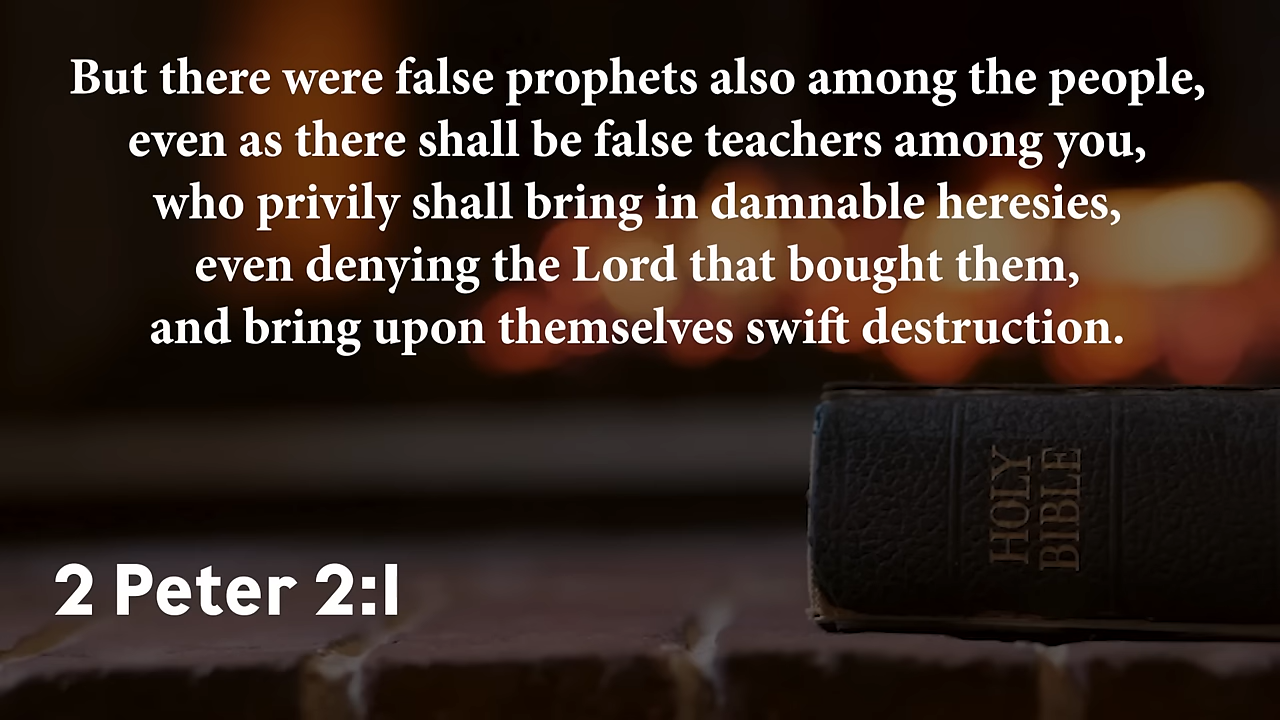 But there were false prophets also among the people,
even as there shall be false teachers among you,
who privily shall bring in damnable heresies,
even denying the Lord that bought them,
and bring upon themselves swift destruction.
HOLY
BIBLE
2 Peter 2:1